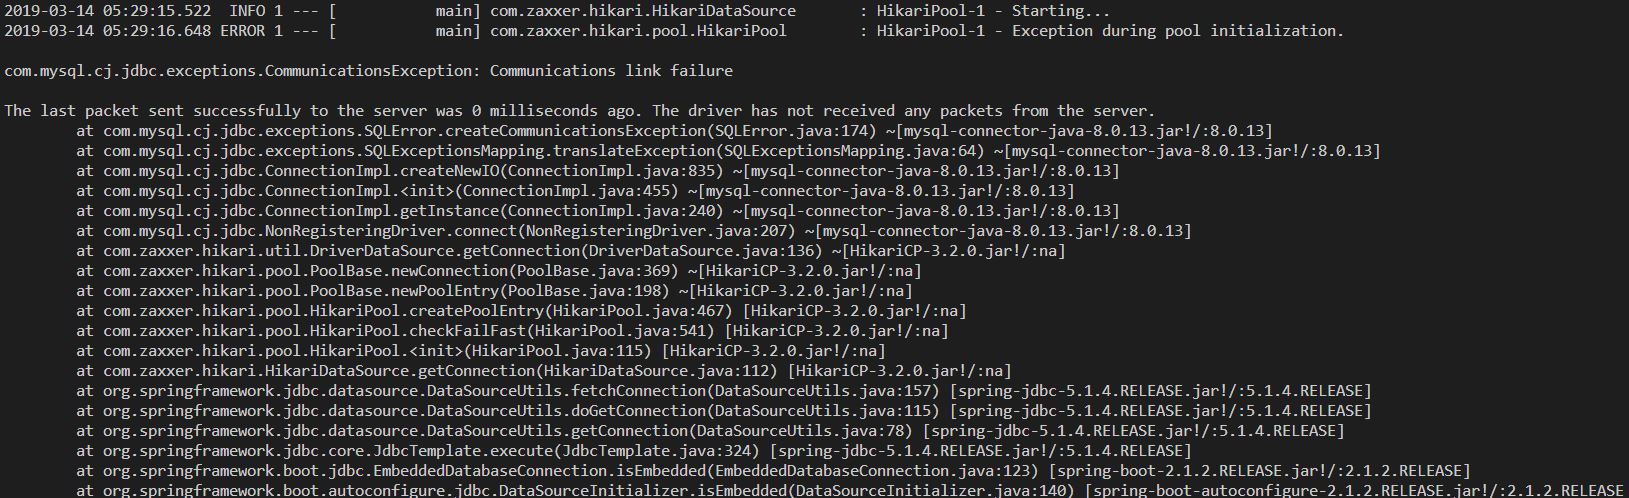 2019-03-14 05:29:15.522  INFO 1 --- [           main] com.zaxxer.hikari.HikariDataSource       : HikariPool-1 - Starting...
2019-03-14 05:29:16.648 ERROR 1 --- [           main] com.zaxxer.hikari.pool.HikariPool        : HikariPool-1 - Exception during pool initialization.
com.mysql.cj.jdbc.exceptions.CommunicationsException: Communications link failure
The last packet sent successfully to the server was 0 milliseconds ago. The driver has not received any packets from the server.
        at com.mysql.cj.jdbc.exceptions.SQLError.createCommunicationsException(SQLError.java:174) ~[mysql-connector-java-8.0.13.jar!/:8.0.13]
        at com.mysql.cj.jdbc.exceptions.SQLExceptionsMapping.translateException(SQLExceptionsMapping.java:64) ~[mysql-connector-java-8.0.13.jar!/:8.0.13]
        at com.mysql.cj.jdbc.ConnectionImpl.createNewIO(ConnectionImpl.java:835) ~[mysql-connector-java-8.0.13.jar!/:8.0.13]
        at com.mysql.cj.jdbc.ConnectionImpl.<init>(ConnectionImpl.java:455) ~[mysql-connector-java-8.0.13.jar!/:8.0.13]
        at com.mysql.cj.jdbc.ConnectionImpl.getInstance(ConnectionImpl.java:240) ~[mysql-connector-java-8.0.13.jar!/:8.0.13]
        at com.mysql.cj.jdbc.NonRegisteringDriver.connect(NonRegisteringDriver.java:207) ~[mysql-connector-java-8.0.13.jar!/:8.0.13]
        at com.zaxxer.hikari.util.DriverDataSource.getConnection(DriverDataSource.java:136) ~[HikariCP-3.2.0.jar!/:na]
        at com.zaxxer.hikari.pool.PoolBase.newConnection(PoolBase.java:369) ~[HikariCP-3.2.0.jar!/:na]
        at com.zaxxer.hikari.pool.PoolBase.newPoolEntry(PoolBase.java:198) ~[HikariCP-3.2.0.jar!/:na]
        at com.zaxxer.hikari.pool.HikariPool.createPoolEntry(HikariPool.java:467) [HikariCP-3.2.0.jar!/:na]
        at com.zaxxer.hikari.pool.HikariPool.checkFailFast(HikariPool.java:541) [HikariCP-3.2.0.jar!/:na]
        at com.zaxxer.hikari.pool.HikariPool.<init>(HikariPool.java:115) [HikariCP-3.2.0.jar!/:na]
        at com.zaxxer.hikari.HikariDataSource.getConnection(HikariDataSource.java:112) [HikariCP-3.2.0.jar!/:na]
        at org.springframework.jdbc.datasource.DataSourceUtils.fetchConnection(DataSourceUtils.java:157) [spring-jdbc-5.1.4.RELEASE.jar!/:5.1.4.RELEASE]
        at org.springframework.jdbc.datasource.DataSourceUtils.doGetConnection(DataSourceUtils.java:115) [spring-jdbc-5.1.4.RELEASE.jar!/:5.1.4.RELEASE]
        at org.springframework.jdbc.datasource.DataSourceUtils.getConnection(DataSourceUtils.java:78) [spring-jdbc-5.1.4.RELEASE.jar!/:5.1.4.RELEASE]
        at org.springframework.jdbc.core.JdbcTemplate.execute(JdbcTemplate.java:324) [spring-jdbc-5.1.4.RELEASE.jar!/:5.1.4.RELEASE]
        at org.springframework.boot.jdbc.EmbeddedDatabaseConnection.isEmbedded(EmbeddedDatabaseConnection.java:123) [spring-boot-2.1.2.RELEASE.jar!/:2.1.2.RELEASE]
        at org.springframework.boot.autoconfigure.jdbc.DataSourceInitializer.isEmbedded(DataSourceInitializer.java:140) [spring-boot-autoconfigure-2.1.2.RELEASE.jar!/:2.1.2.RELEASE